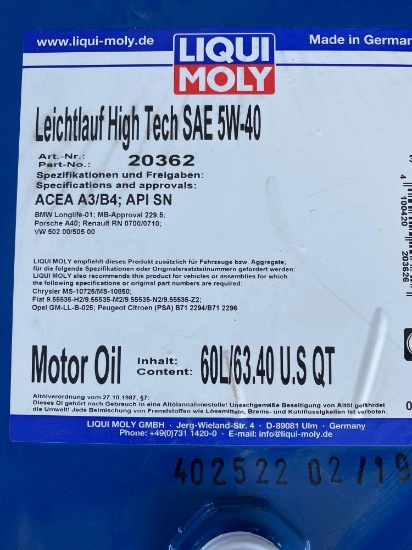 www.liqui-moly.de
LIQUI
MOLY
Made in German
Leichtlauf High Tech SAE 5W-40
Art.-Nr.:
Part-No.: 20362
Spezifikationen und Freigaben:
Specifications and approvals:
ACEA A3/B4; API SN
BMW Longlife-01; MB-Approval 229.5;
Porsche A40; Renault RN 0700/0710;
VW 502 00/505 00
LIQUI MOLY empfiehlt dieses Produkt zusätzlich für Fahrzeuge bzw. Aggregate,
für die folgende Spezifikationen oder Originalersatzteilnummern gefordert werden:
LIQUI MOLY also recommends this product for vehicles or assemblies for which
the following specifications or original part numbers are required:
Chrysler MS-10725/MS-10850;
Fiat 9.55535-H2/9.55535-M2/9.55535-N2/9.55535-Z2;
Opel GM-LL-B-025; Peugeot Citroen (PSA) B71 2294/B71 2296
Motor Oil
Inhalt:
Content: 60L/63.40 U.S QT
Altölverordnung vom 27.10.1987, §7:
Dieses Öl gehört nach Gebrauch in eine Altölannahmestelle! Unsachgemäße Beseitigung von Altöl gefährdet
die Umwelt! Jede Beimischung von Fremdstoffen wie Lösemitteln, Brems- und Kühlflüssigkeiten ist verboten.
LIQUI MOLY GMBH · Jerg-Wieland-Str. 4 · D-89081 Ulm · Germany
Phone: +49(0)731 1420-0 · E-mail: info@liqui-moly.de
4 100420 203626
402522 02/19